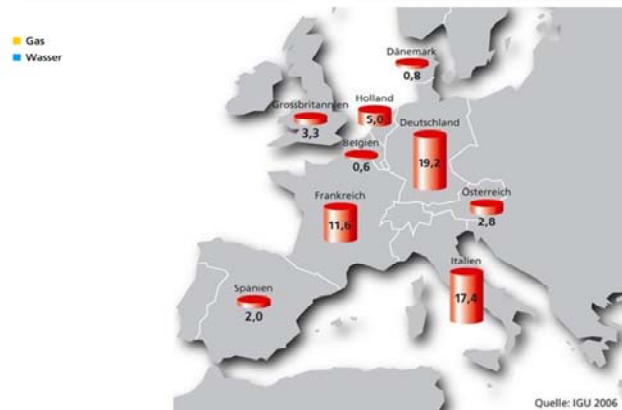 Gas
Wasser
Dänemark
0,8
Grossbritannien
3,3
Holland
5,0
Deutschland
19,2
Belgien
0,6
Frankreich
11,6
Österreich
2,8
Italien
17,4
Spanien
2,0
Quelle: IGU 2006